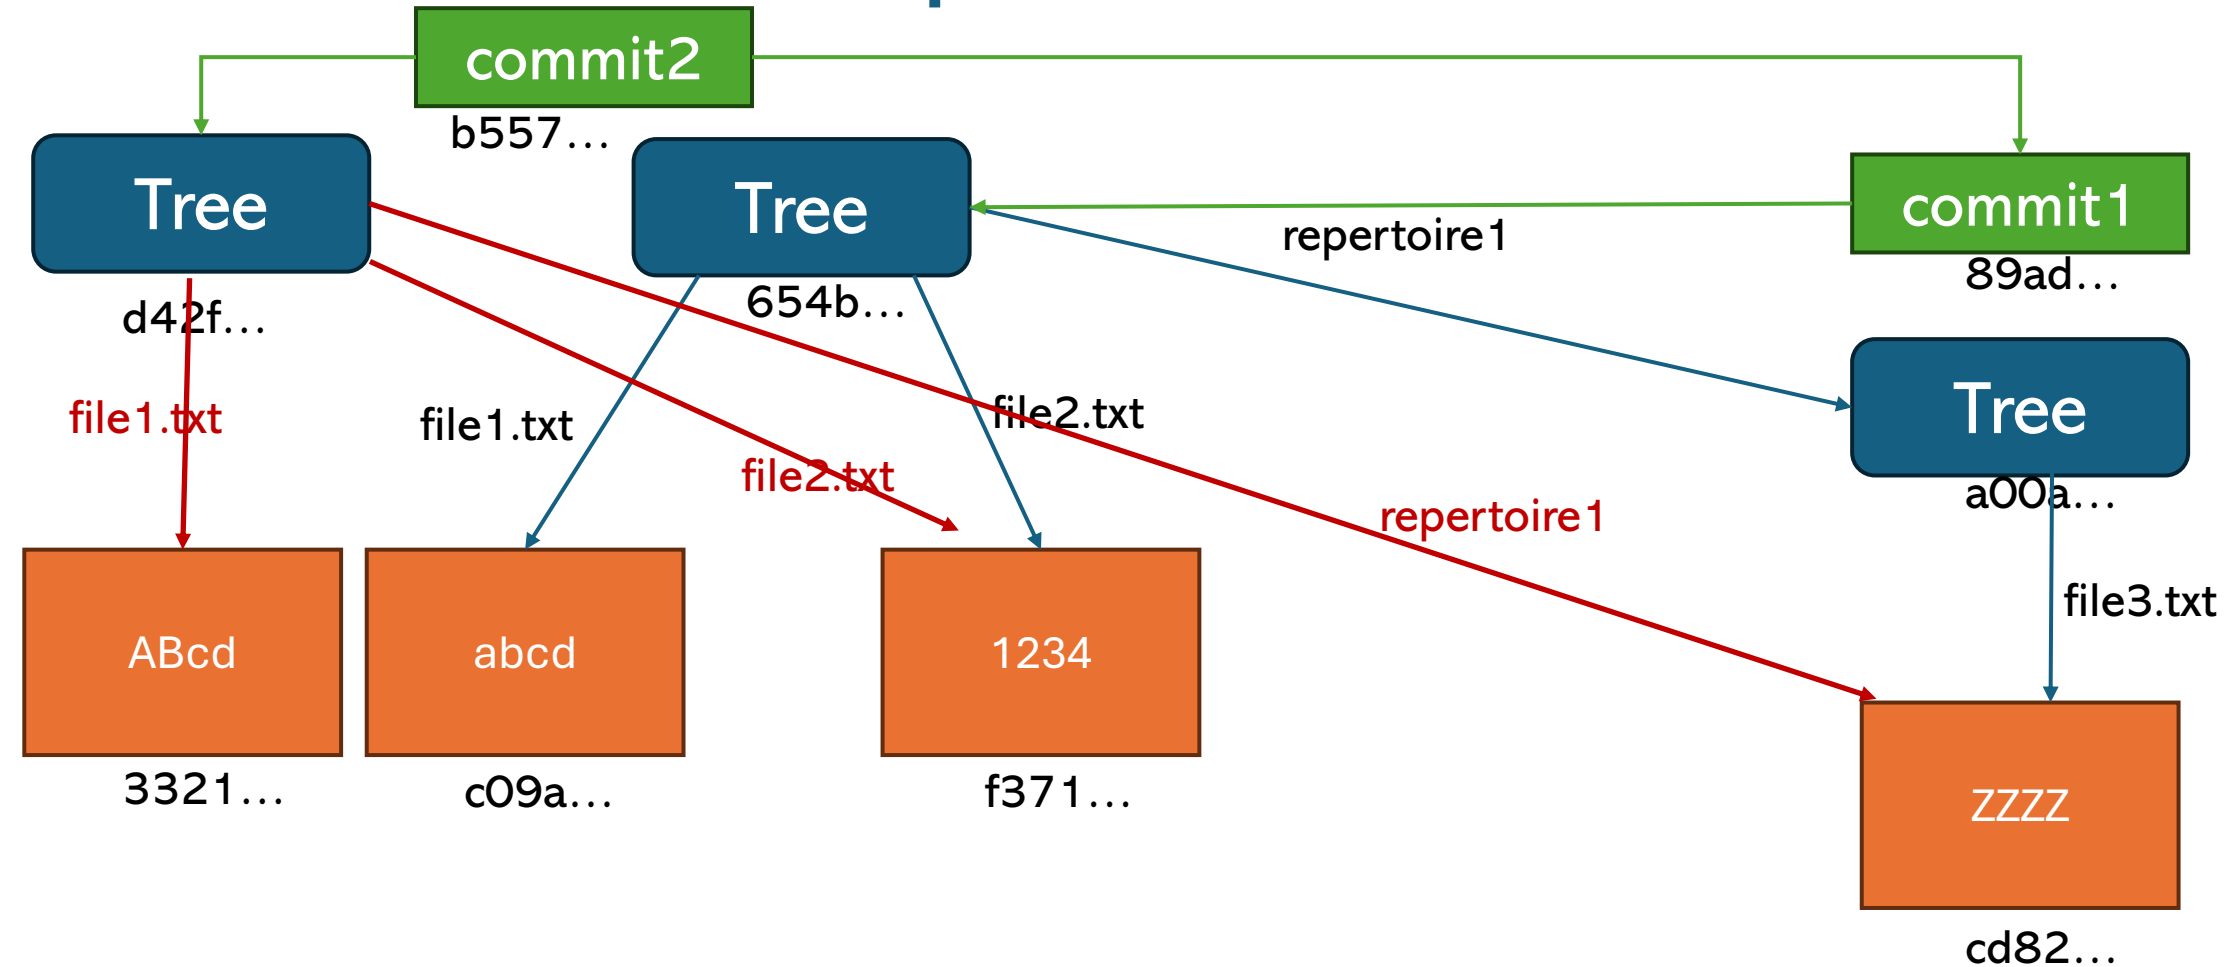 commit2
b557...
Tree
d42f...
Tree
654b...
repertoire1
commit1
89ad...
Tree
a00a...
file1.txt
file1.txt
file2.txt
file2.txt
repertoire1
file3.txt
ABcd
3321...
abcd
c09a...
1234
f371...
ZZZZ
cd82...